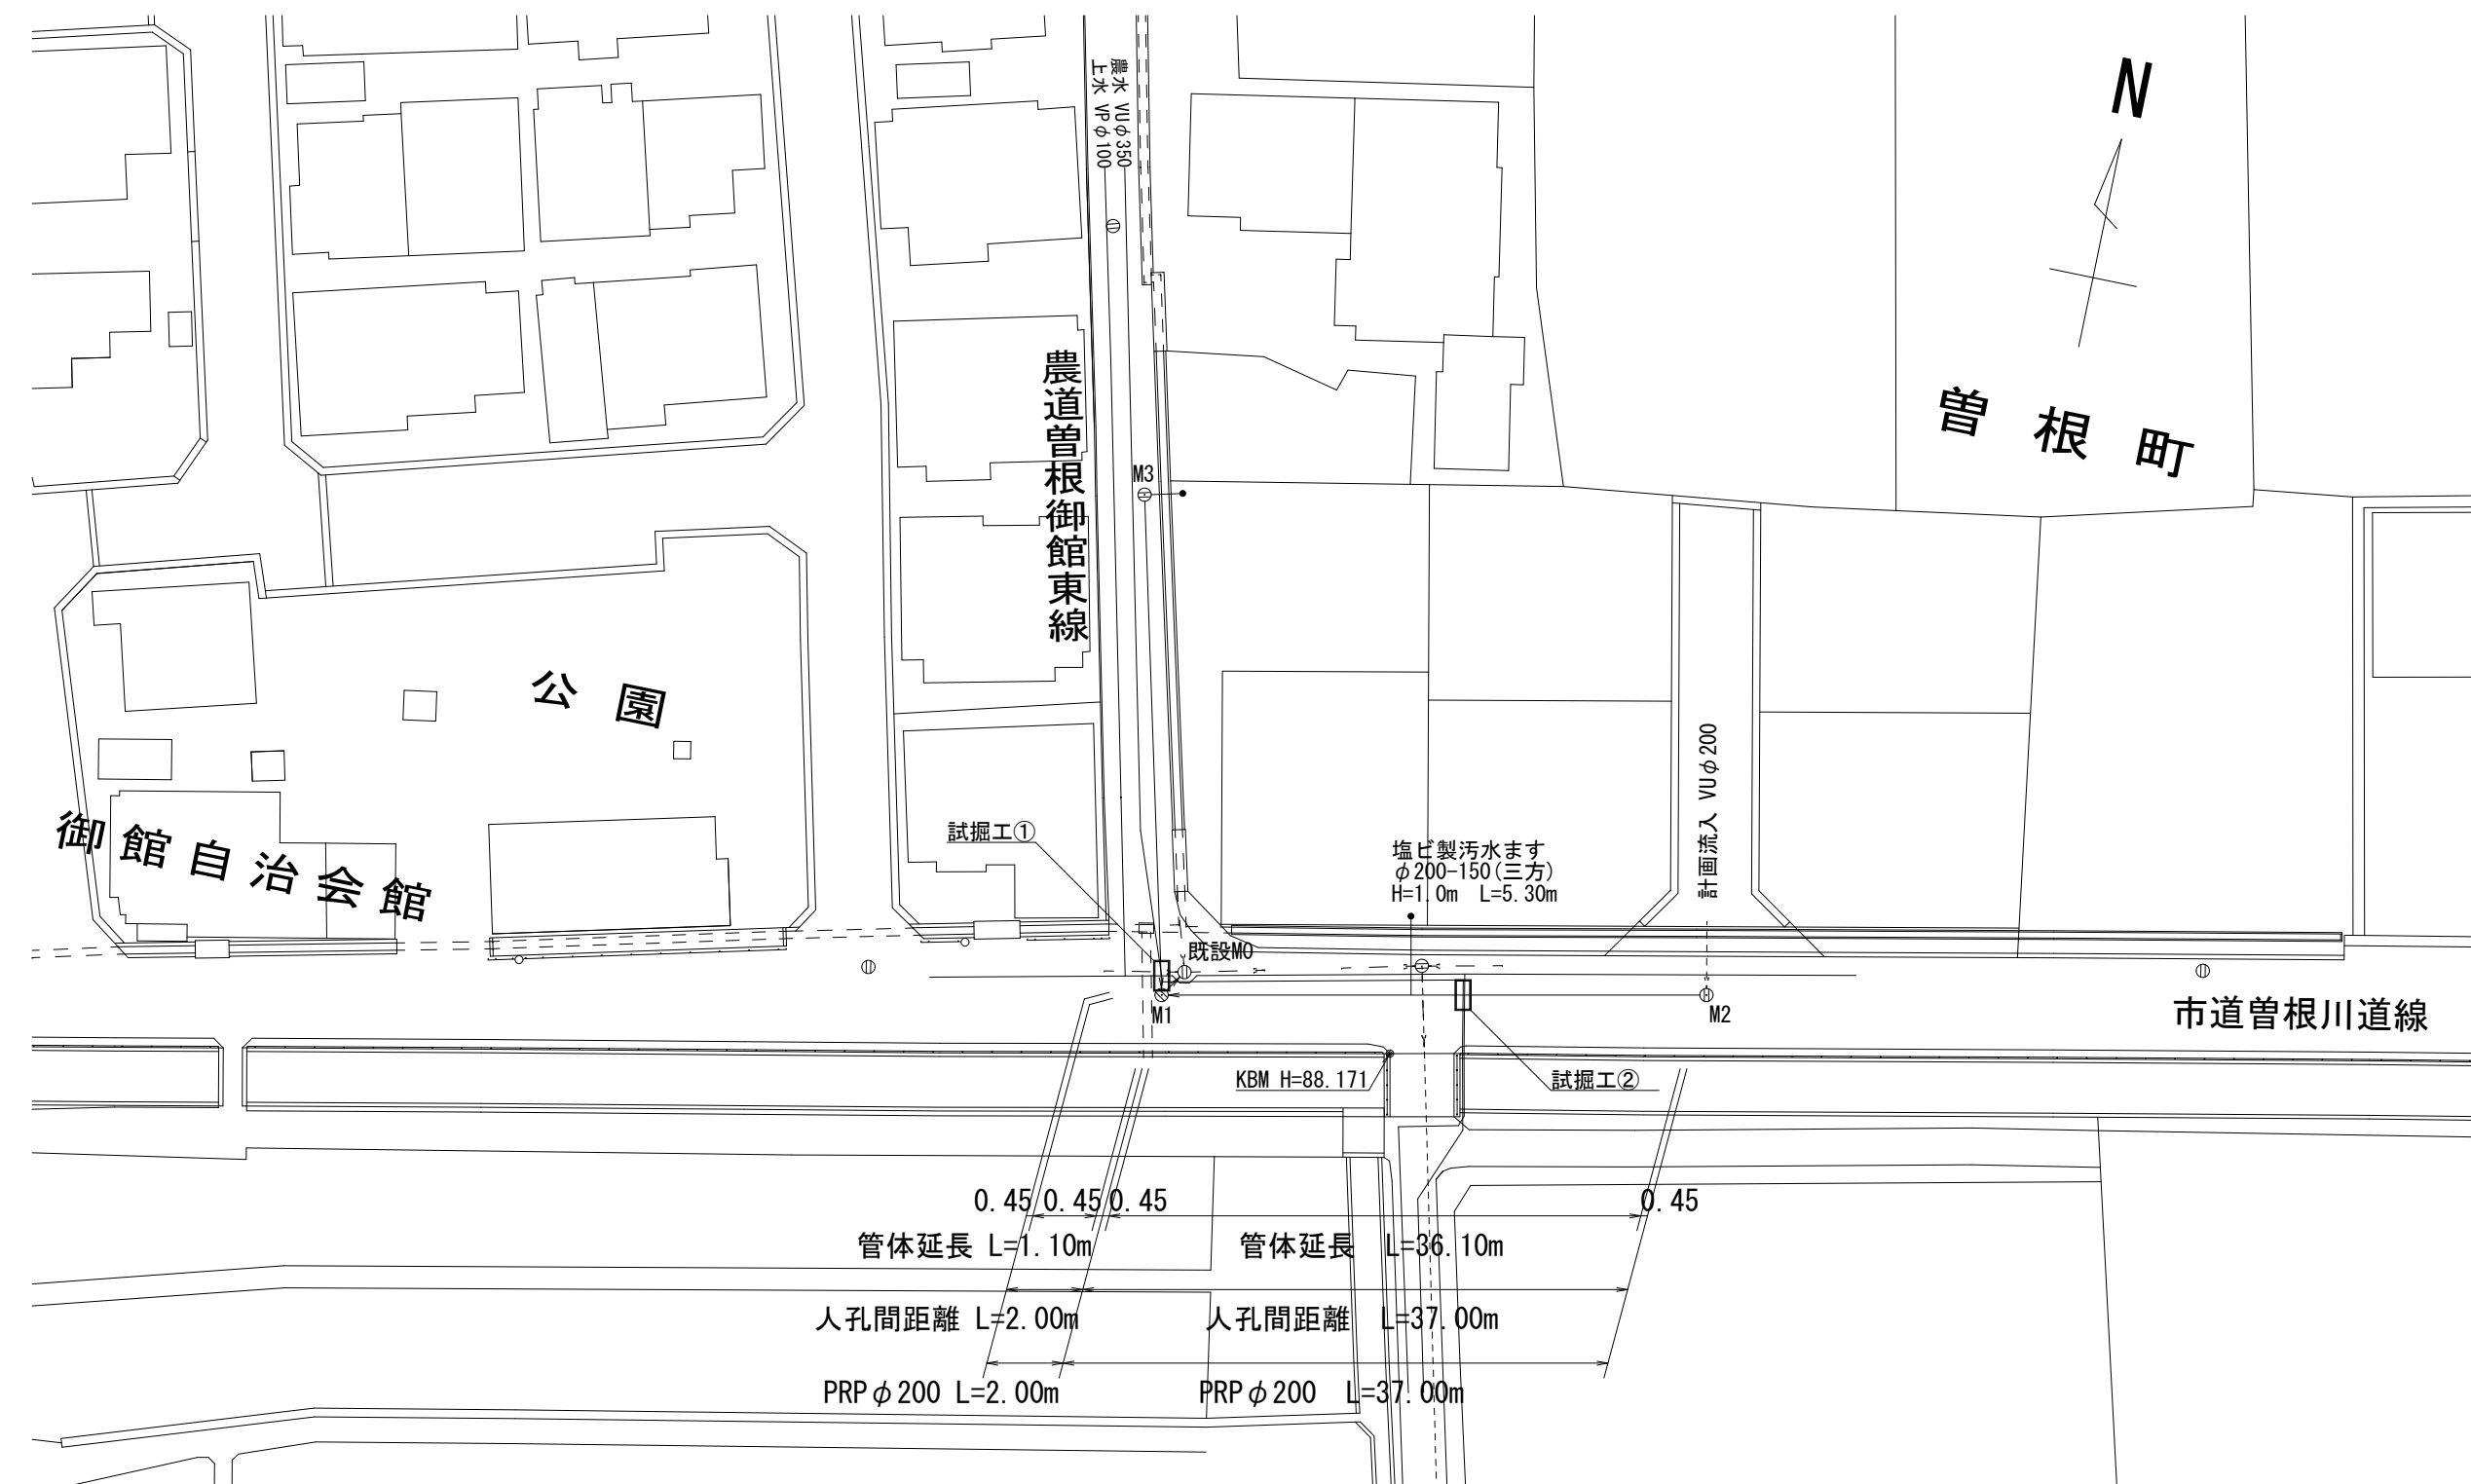 農水 VUφ350
上水 VPφ100
N
曽根町
農道曽根御館東線
M3
公園
計画流入 VUφ200
御館自治会館
試掘工①
塩ビ製汚水ます
φ200-150(三方)
H=1.0m L=5.30m
既設M0
M1
M2
市道曽根川道線
KBM H=88.171
試掘工②
0.45 0.45 0.45 0.45
管体延長 L=1.10m 管体延長 L=36.10m
人孔間距離 L=2.00m 人孔間距離 L=37.00m
PRPφ200 L=2.00m PRPφ200 L=37.00m